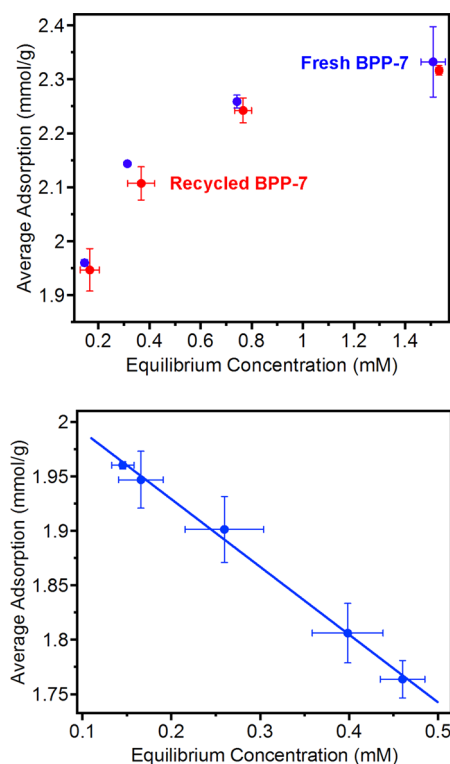 2.4
2.3
2.2
2.1
2
1.9
Average Adsorption (mmol/g)
Fresh BPP-7
Recycled BPP-7
0.2 0.4 0.6 0.8 1 1.2 1.4
Equilibrium Concentration (mM)
2
1.95
1.9
1.85
1.8
1.75
Average Adsorption (mmol/g)
0.1 0.2 0.3 0.4 0.5
Equilibrium Concentration (mM)